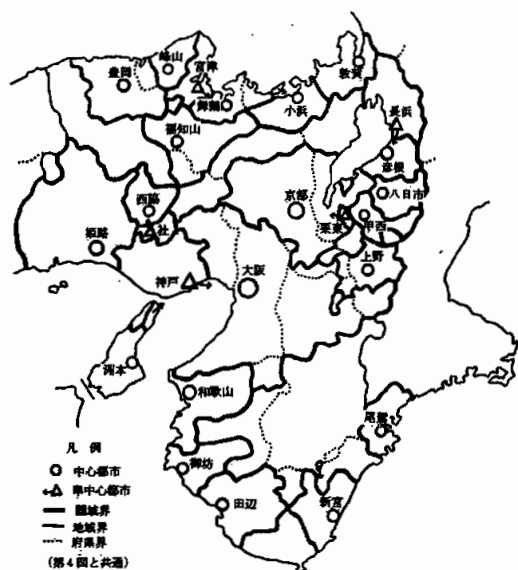 峰山
宮津
豊岡
舞鶴
敦賀
小浜
長浜
福知山
彦根
八日市
西脇
京都
栗東
甲西
社
姫路
上野
神戸
大阪
洲本
和歌山
尾鷲
御坊
田辺
新宮
凡 例
中心都市
準中心都市
圏域界
地域界
府県界
(第4図と共通)